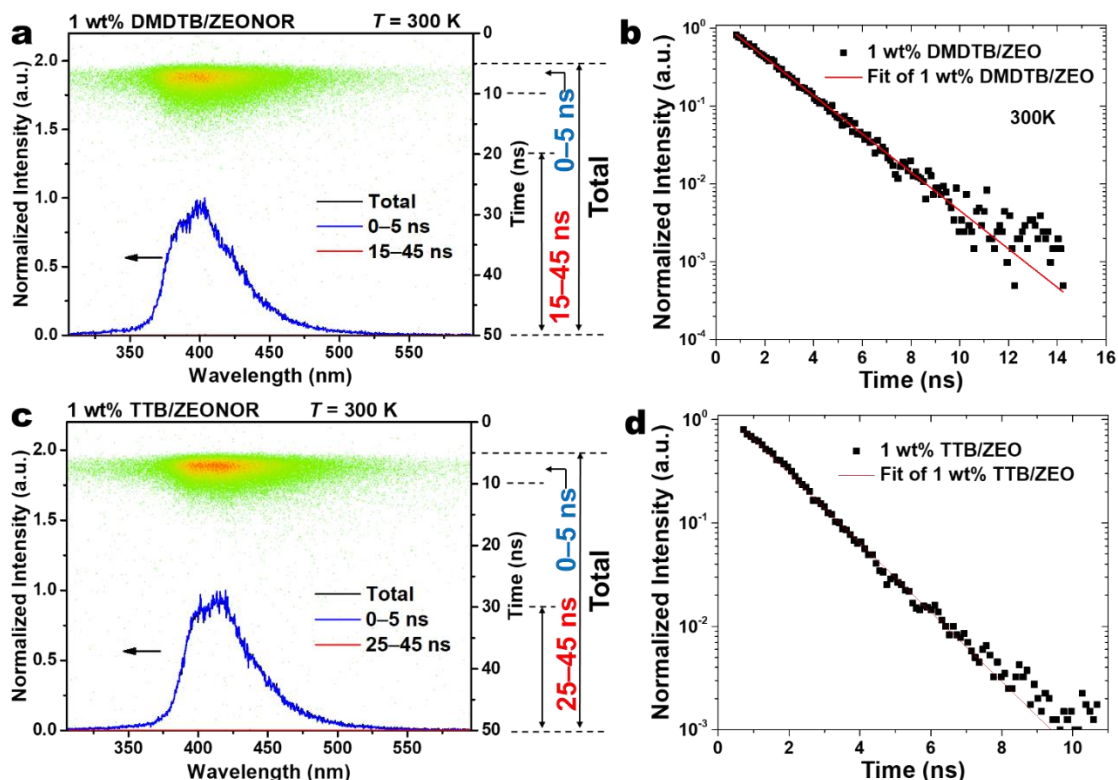 a
1 wt% DMDTB/ZEONOR T = 300 K
Normalized Intensity (a.u.)
2.0
1.5
1.0
0.5
0.0
Total
0–5 ns
15–45 ns
350 400 450 500 550
Wavelength (nm)
0
10
20
30
40
50
Time (ns)
0–5 ns
15–45 ns
Total
b
Normalized Intensity (a.u.)
10^0
10^-1
10^-2
10^-3
10^-4
1 wt% DMDTB/ZEO
Fit of 1 wt% DMDTB/ZEO
300K
0 2 4 6 8 10 12 14 16
Time (ns)
c
1 wt% TTB/ZEONOR T = 300 K
Normalized Intensity (a.u.)
2.0
1.5
1.0
0.5
0.0
Total
0–5 ns
25–45 ns
350 400 450 500 550
Wavelength (nm)
0
10
20
30
40
50
Time (ns)
0–5 ns
25–45 ns
Total
d
Normalized Intensity (a.u.)
10^0
10^-1
10^-2
10^-3
1 wt% TTB/ZEO
Fit of 1 wt% TTB/ZEO
0 2 4 6 8 10
Time (ns)